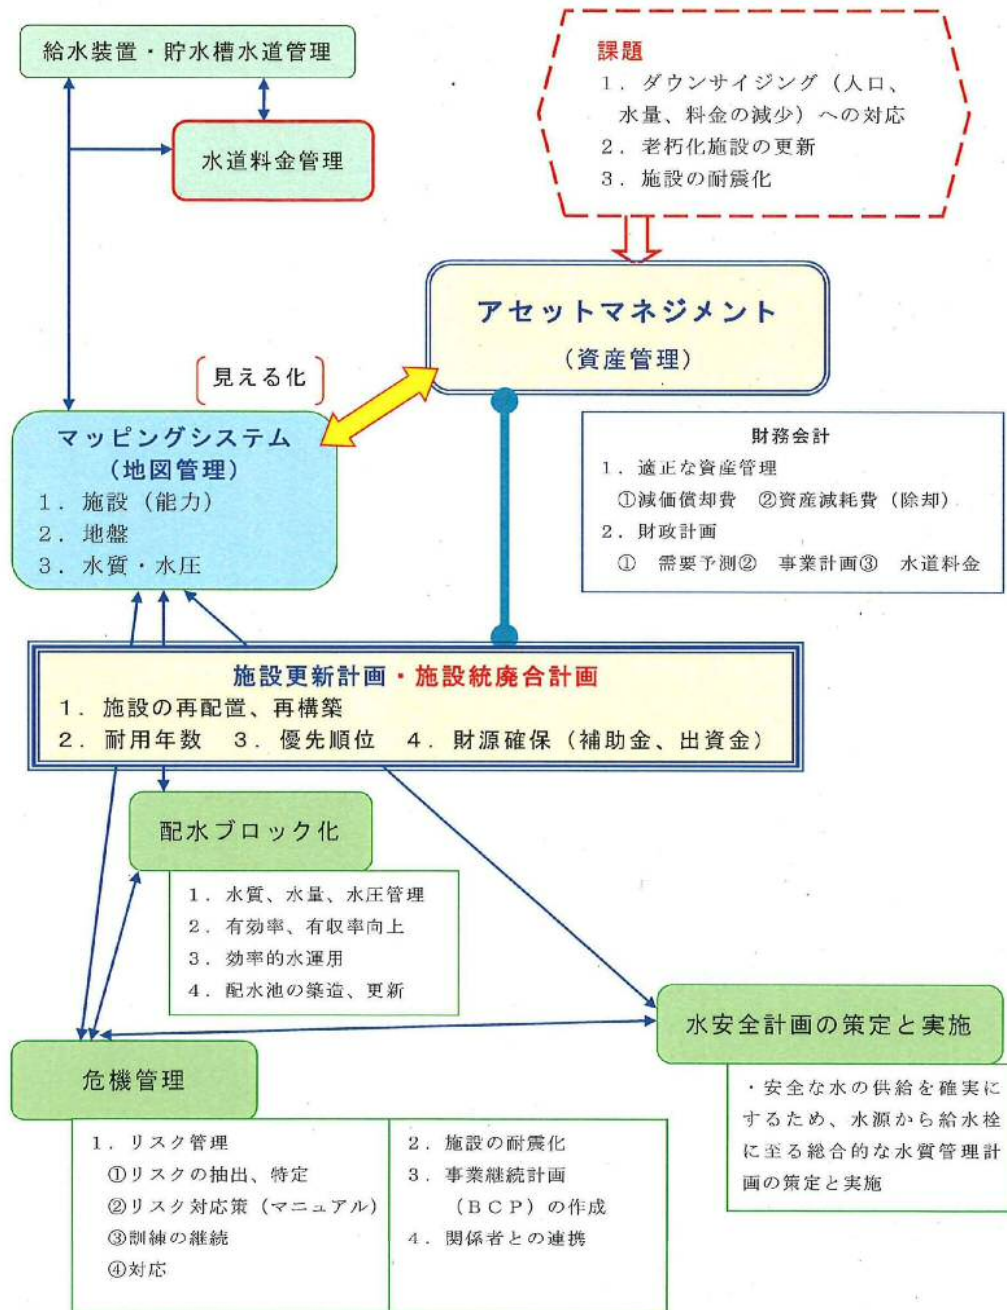 給水装置・貯水槽水道管理
水道料金管理
課題
１．ダウンサイジング（人口、
水量、料金の減少）への対応
２．老朽化施設の更新
３．施設の耐震化
アセットマネジメント
（資産管理）
見える化
マッピングシステム
（地図管理）
１．施設（能力）
２．地盤
３．水質・水圧
財務会計
１．適正な資産管理
①減価償却費　②資産減耗費（除却）
２．財政計画
①　需要予測②　事業計画③　水道料金
施設更新計画・施設統廃合計画
１．施設の再配置、再構築
２．耐用年数　３．優先順位　４．財源確保（補助金、出資金）
配水ブロック化
１．水質、水量、水圧管理
２．有効率、有収率向上
３．効率的水運用
４．配水池の築造、更新
水安全計画の策定と実施
・安全な水の供給を確実に
するため、水源から給水栓
に至る総合的な水質管理計
画の策定と実施
危機管理
１．リスク管理
①リスクの抽出、特定
②リスク対応策（マニュアル）
③訓練の継続
④対応
２．施設の耐震化
３．事業継続計画
（ＢＣＰ）の作成
４．関係者との連携